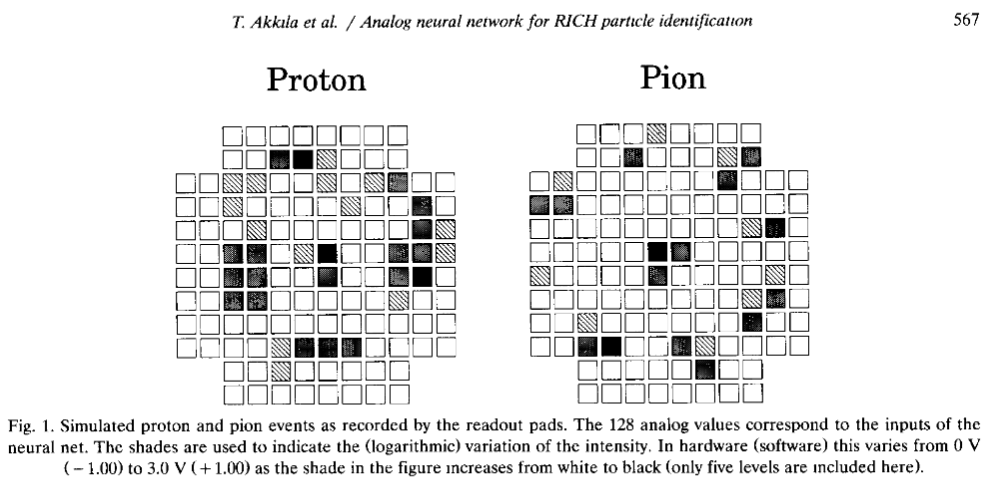 T. Akkıla et al. / Analog neural network for RICH particle identification 567
Proton Pion
Fig. 1. Simulated proton and pion events as recorded by the readout pads. The 128 analog values correspond to the inputs of the
neural net. The shades are used to indicate the (logarithmic) variation of the intensity. In hardware (software) this varies from 0 V
(−1.00) to 3.0 V (+1.00) as the shade in the figure increases from white to black (only five levels are included here).